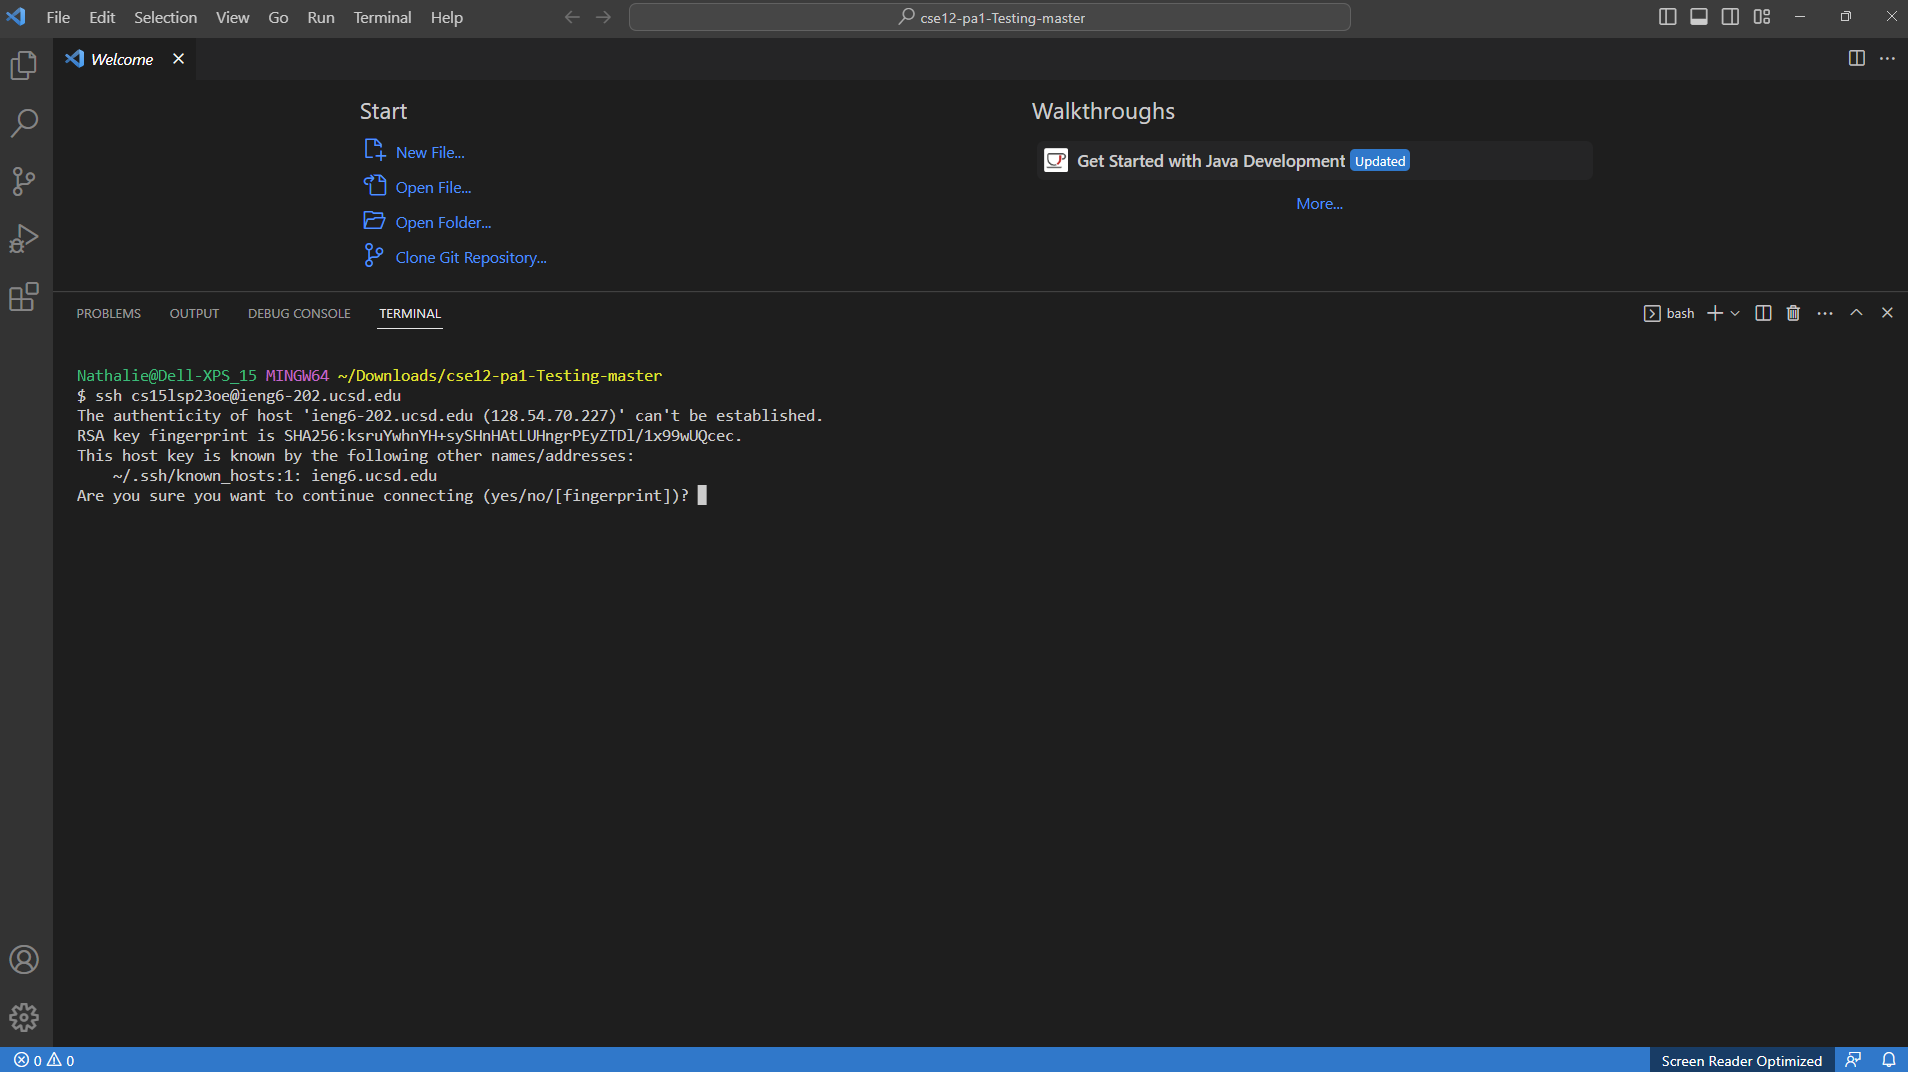 File Edit Selection View Go Run Terminal Help
cse12-pa1-Testing-master
Welcome
Start
New File...
Open File...
Open Folder...
Clone Git Repository...
Walkthroughs
Get Started with Java Development Updated
More...
PROBLEMS OUTPUT DEBUG CONSOLE TERMINAL
bash
Nathalie@Dell-XPS_15 MINGW64 ~/Downloads/cse12-pa1-Testing-master
$ ssh cs15lsp23oe@ieng6-202.ucsd.edu
The authenticity of host 'ieng6-202.ucsd.edu (128.54.70.227)' can't be established.
RSA key fingerprint is SHA256:ksruYwhnYH+sySHnHAtLUHngrPEyZTDl/1x99wUQcec.
This host key is known by the following other names/addresses:
    ~/.ssh/known_hosts:1: ieng6.ucsd.edu
Are you sure you want to continue connecting (yes/no/[fingerprint])?
0 0
Screen Reader Optimized